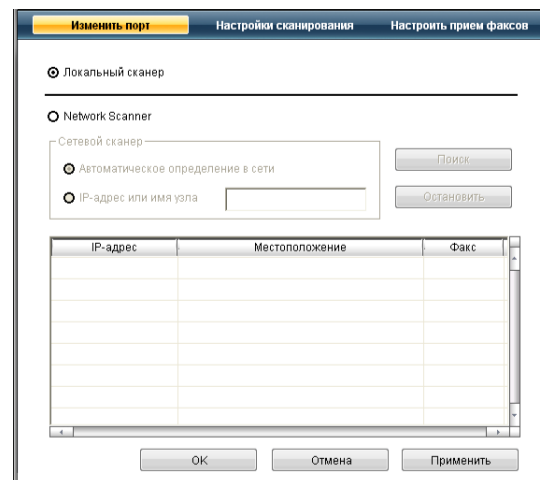 Изменить порт Настройки сканирования Настроить прием факсов
Локальный сканер
Network Scanner
Сетевой сканер
Автоматическое определение в сети
Поиск
IP-адрес или имя узла
Остановить
IP-адрес Местоположение Факс
OK Отмена Применить